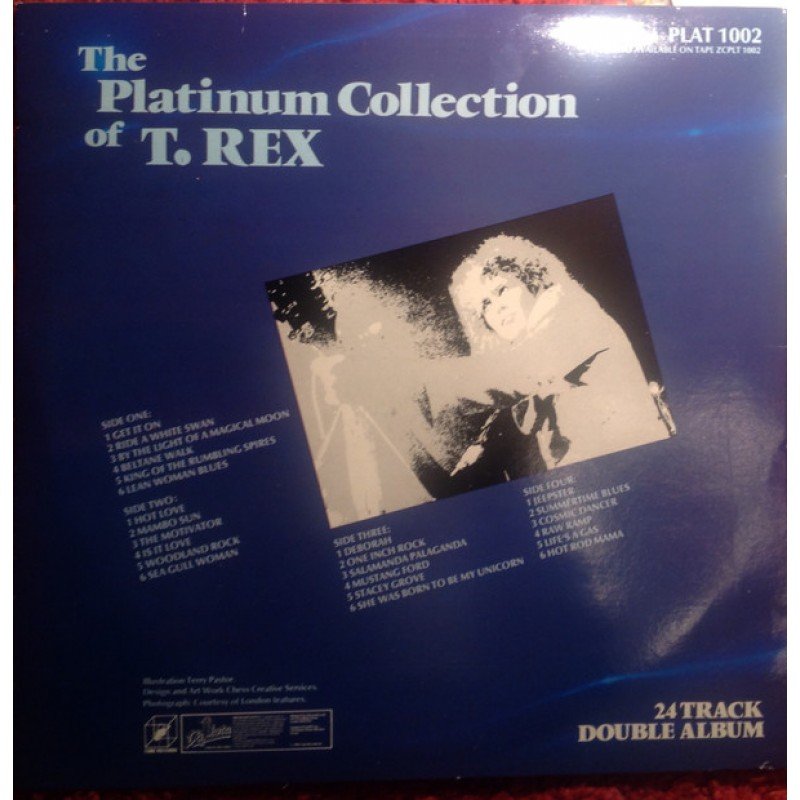 PLAT 1002
AVAILABLE ON TAPE ZCPLT 1002
The
Platinum Collection
of T. REX
SIDE ONE:
1 GET IT ON
2 RIDE A WHITE SWAN
3 BY THE LIGHT OF A MAGICAL MOON
4 BELTANE WALK
5 KING OF THE RUMBLING SPIRES
6 LEAN WOMAN BLUES
SIDE TWO:
1 HOT LOVE
2 MAMBO SUN
3 THE MOTIVATOR
4 IS IT LOVE
5 WOODLAND ROCK
6 SEA GULL WOMAN
SIDE THREE:
1 DEBORAH
2 ONE INCH ROCK
3 SALAMANDA PALAGANDA
4 MUSTANG FORD
5 STACEY GROVE
6 SHE WAS BORN TO BE MY UNICORN
SIDE FOUR
1 JEEPSTER
2 SUMMERTIME BLUES
3 COSMIC DANCER
4 RAW RAMP
5 LIFE'S A GAS
6 HOT ROD MAMA
Illustration Terry Pastor
Design and Art Work Chess Creative Services.
Photograph: Courtesy of London features.
24 TRACK
DOUBLE ALBUM